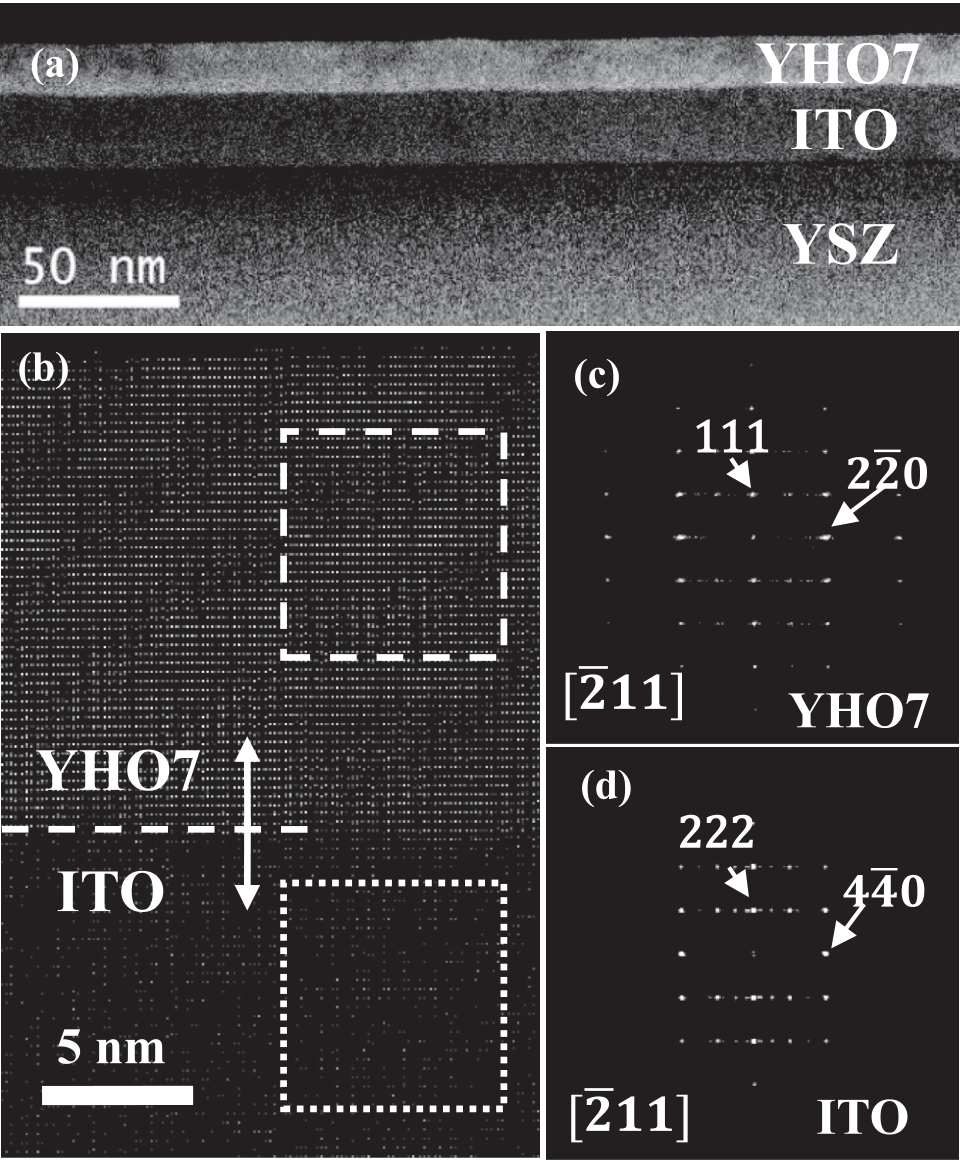 (a)
YHO7
ITO
YSZ
50 nm
(b)
YHO7
ITO
5 nm
(c)
111
22̅0
[2̅11]
YHO7
(d)
222
44̅0
[2̅11]
ITO